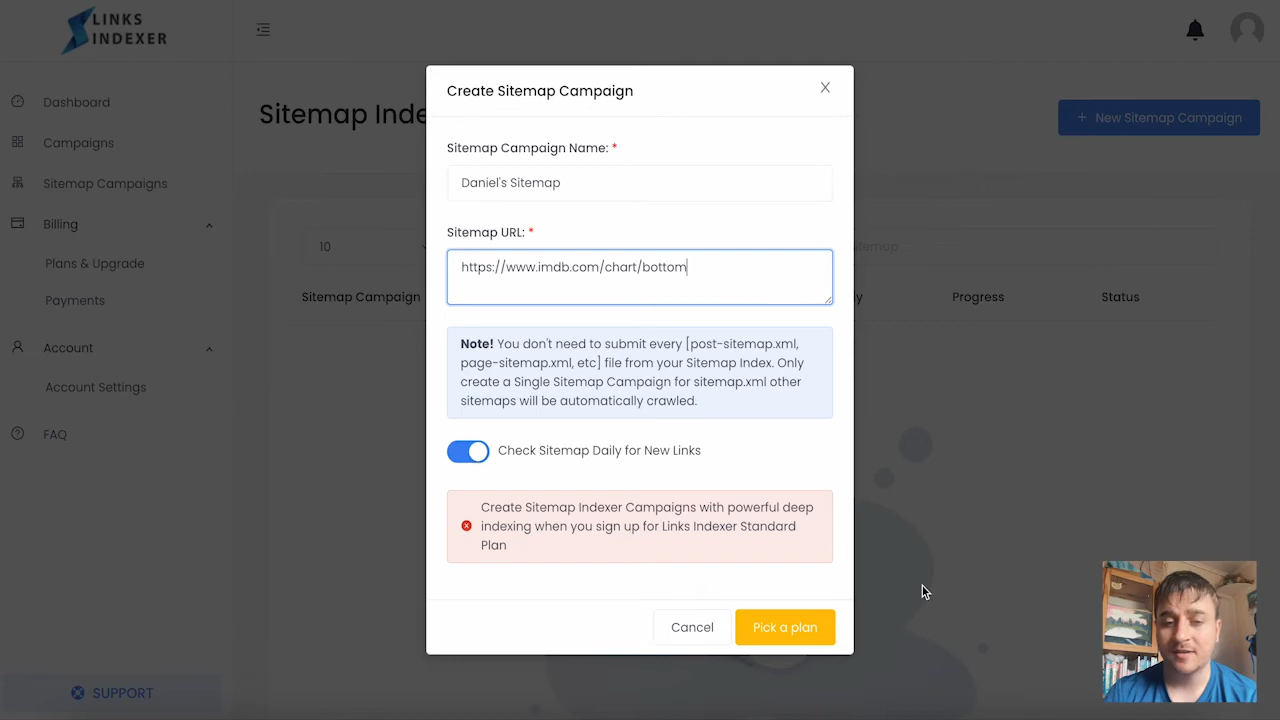 LINKS
INDEXER
Dashboard
Campaigns
Sitemap Campaigns
Billing
Plans & Upgrade
Payments
Account
Account Settings
FAQ
SUPPORT
Sitemap Inde
+ New Sitemap Campaign
10
itemap
Sitemap Campaign
ly
Progress
Status
Create Sitemap Campaign
X
Sitemap Campaign Name: *
Daniel's Sitemap
Sitemap URL: *
https://www.imdb.com/chart/bottom
Note! You don't need to submit every [post-sitemap.xml,
page-sitemap.xml, etc] file from your Sitemap Index. Only
create a Single Sitemap Campaign for sitemap.xml other
sitemaps will be automatically crawled.
Check Sitemap Daily for New Links
Create Sitemap Indexer Campaigns with powerful deep
indexing when you sign up for Links Indexer Standard
Plan
Cancel
Pick a plan